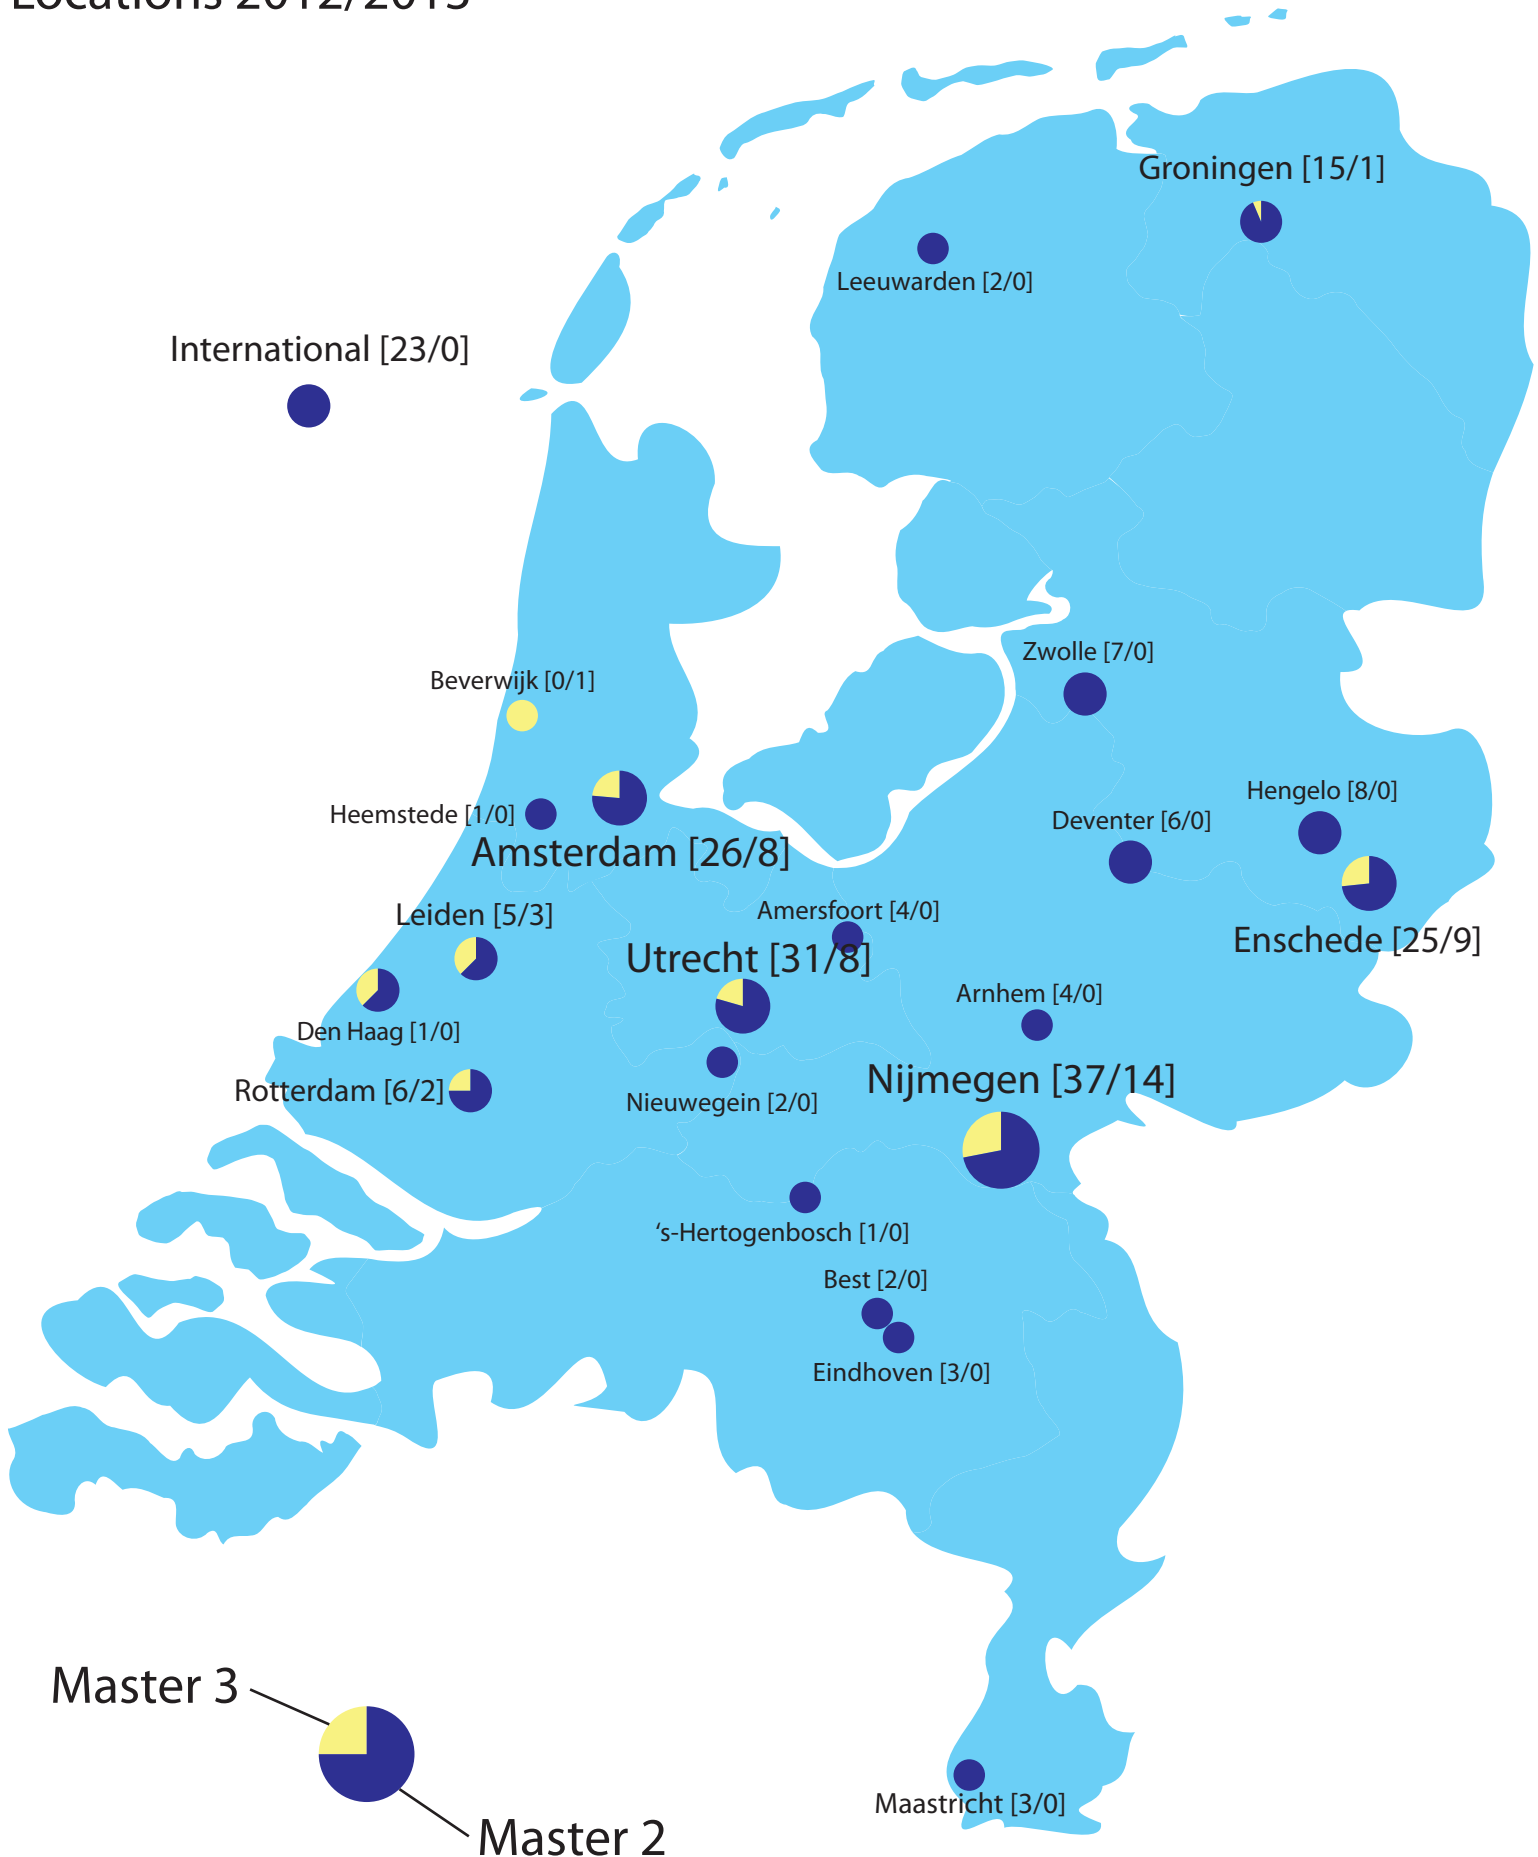 Locations 2012/2013
Groningen [15/1]
Leeuwarden [2/0]
International [23/0]
Zwolle [7/0]
Beverwijk [0/1]
Hengelo [8/0]
Heemstede [1/0]
Deventer [6/0]
Amsterdam [26/8]
Amersfoort [4/0]
Leiden [5/3]
Enschede [25/9]
Utrecht [31/8]
Arnhem [4/0]
Den Haag [1/0]
Nijmegen [37/14]
Rotterdam [6/2]
Nieuwegein [2/0]
‘s-Hertogenbosch [1/0]
Best [2/0]
Eindhoven [3/0]
Master 3
Maastricht [3/0]
Master 2